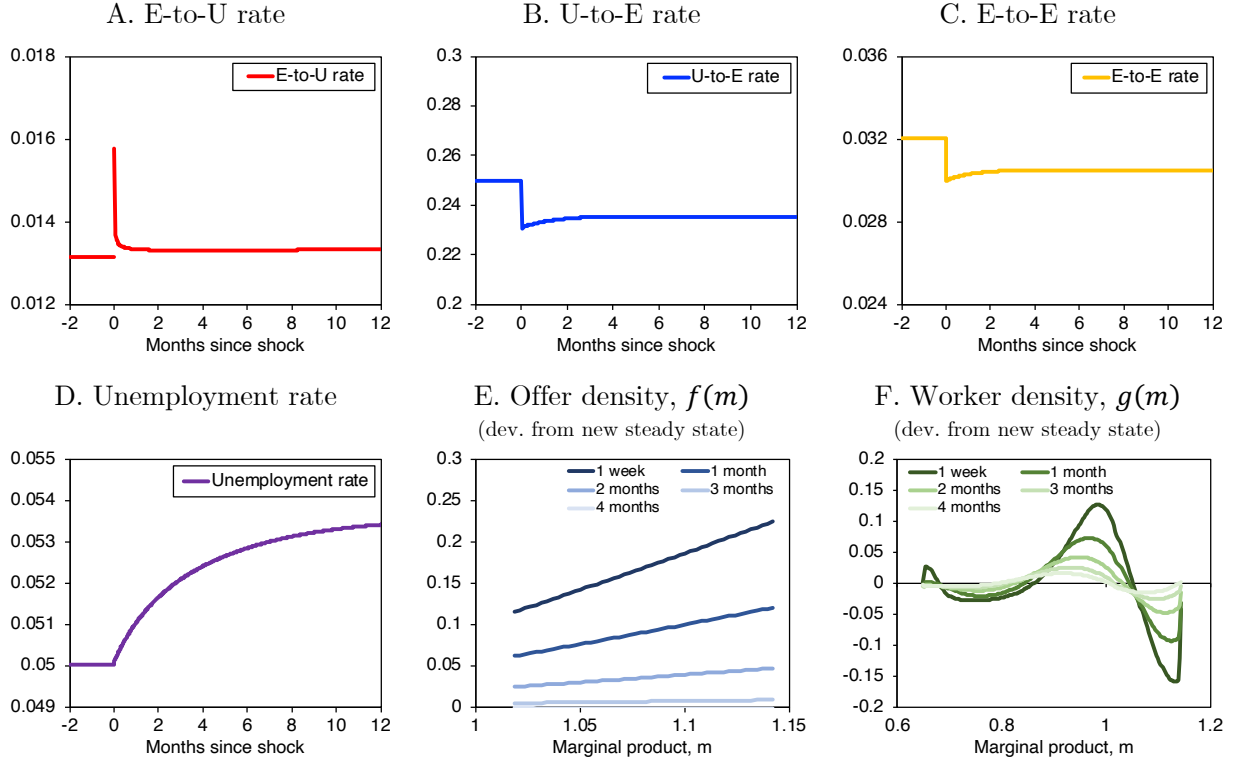 A. E-to-U rate
0.018
0.016
0.014
0.012
-2 0 2 4 6 8 10 12
Months since shock
E-to-U rate
B. U-to-E rate
0.3
0.28
0.26
0.24
0.22
0.2
-2 0 2 4 6 8 10 12
Months since shock
U-to-E rate
C. E-to-E rate
0.036
0.032
0.028
0.024
-2 0 2 4 6 8 10 12
Months since shock
E-to-E rate
D. Unemployment rate
0.055
0.054
0.053
0.052
0.051
0.05
0.049
-2 0 2 4 6 8 10 12
Months since shock
Unemployment rate
E. Offer density, f(m)
(dev. from new steady state)
0.3
0.25
0.2
0.15
0.1
0.05
0
1 1.05 1.1 1.15
Marginal product, m
1 week 1 month
2 months 3 months
4 months
F. Worker density, g(m)
(dev. from new steady state)
0.2
0.15
0.1
0.05
0
-0.05
-0.1
-0.15
-0.2
0.6 0.8 1 1.2
Marginal product, m
1 week 1 month
2 months 3 months
4 months